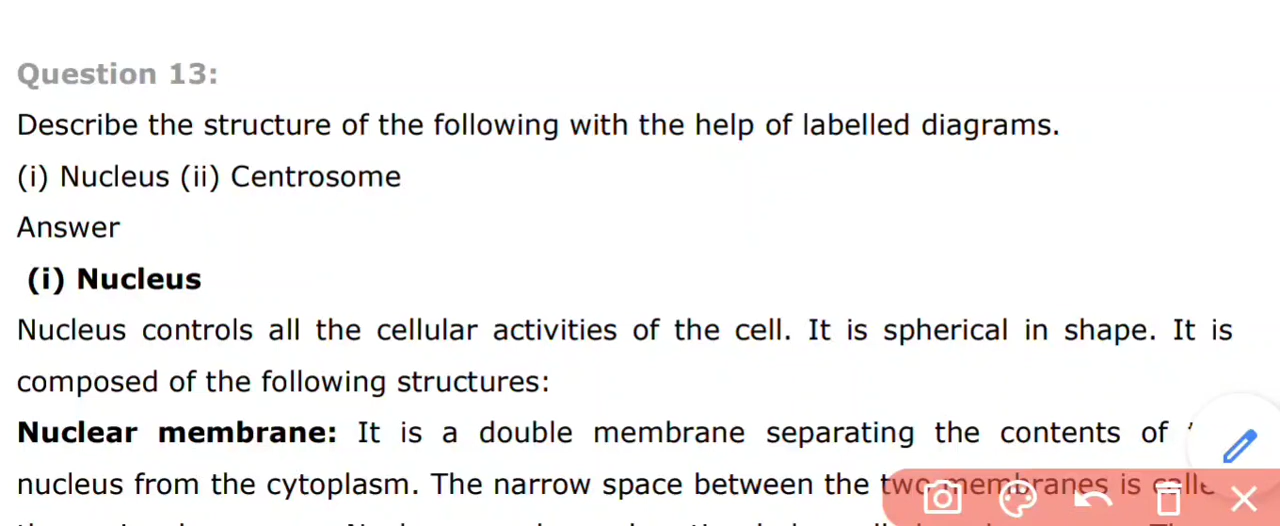 Question 13:
Describe the structure of the following with the help of labelled diagrams.
(i) Nucleus (ii) Centrosome
Answer
(i) Nucleus
Nucleus controls all the cellular activities of the cell. It is spherical in shape. It is
composed of the following structures:
Nuclear membrane: It is a double membrane separating the contents of
nucleus from the cytoplasm. The narrow space between the two membranes is